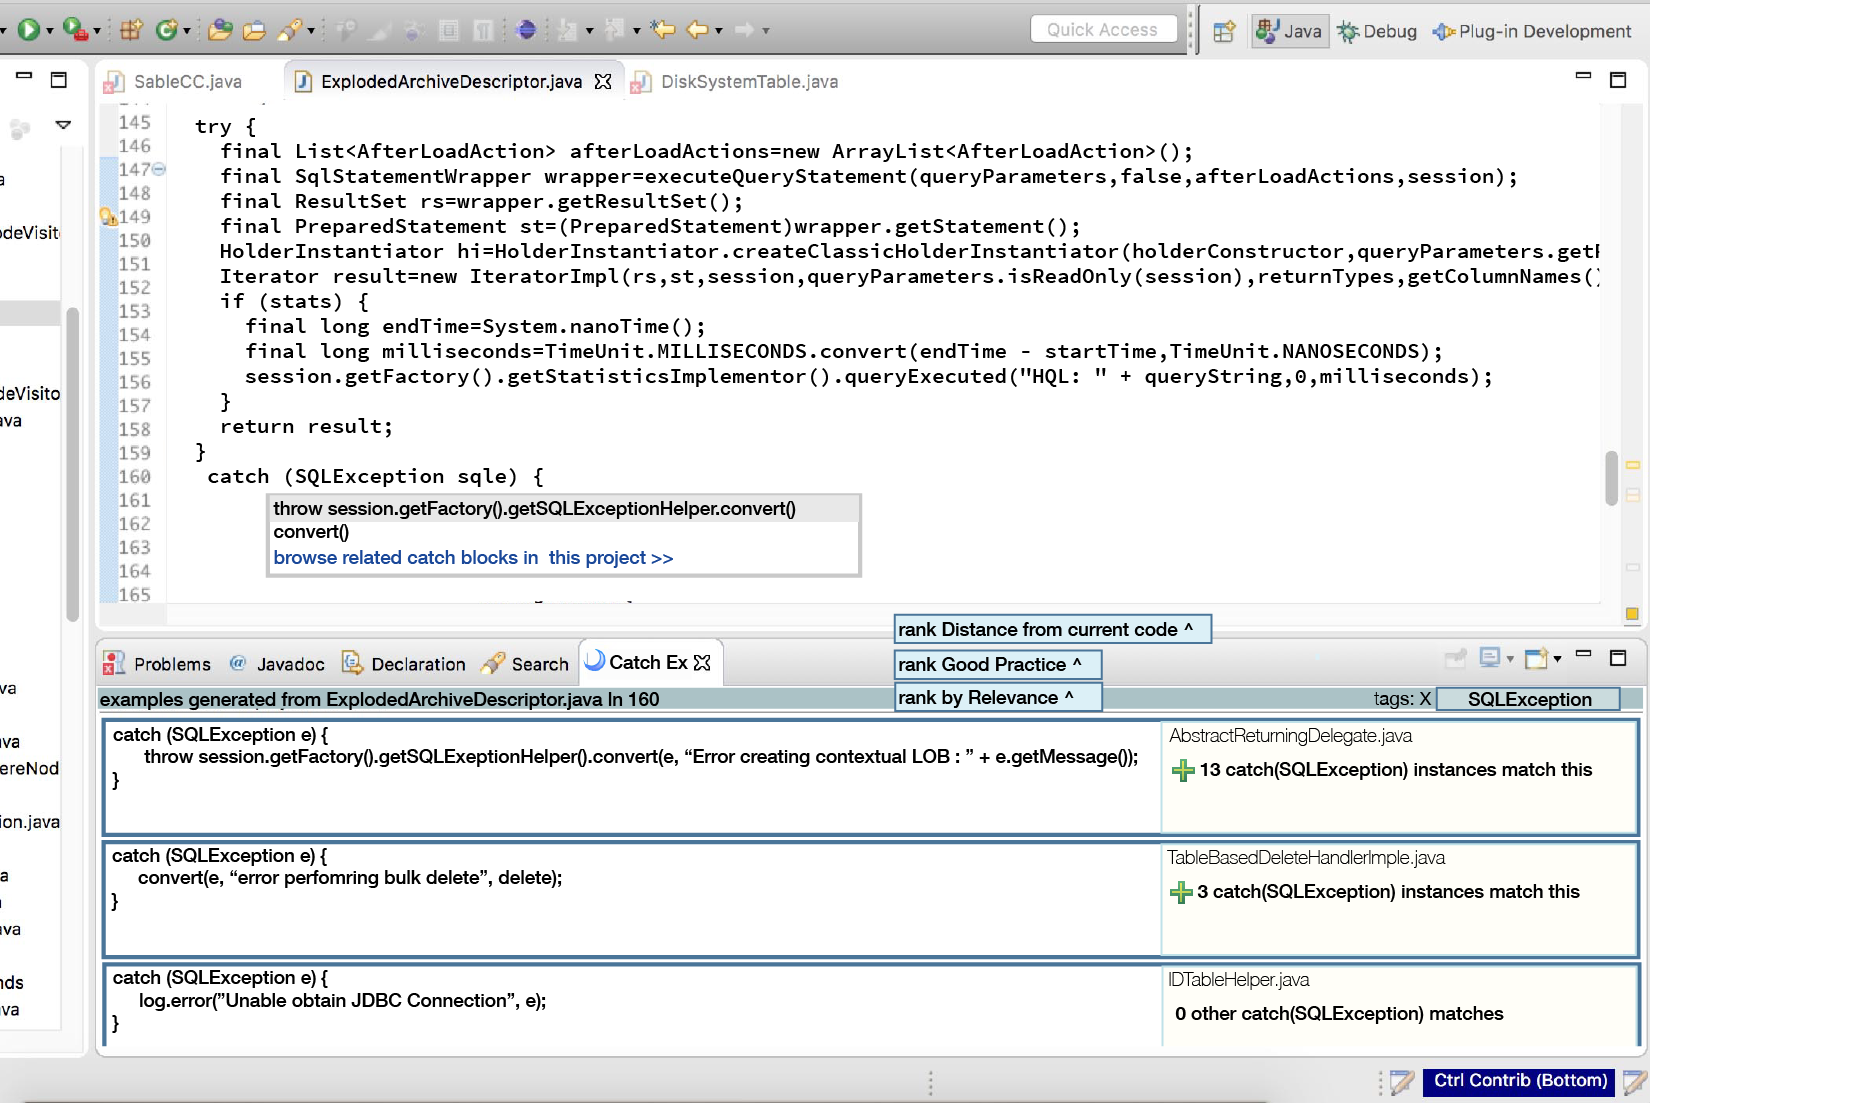 Quick Access
Java
Debug
Plug-in Development
SableCC.java
ExplodedArchiveDescriptor.java
DiskSystemTable.java
145 try {
146 final List<AfterLoadAction> afterLoadActions=new ArrayList<AfterLoadAction>();
147 final SqlStatementWrapper wrapper=executeQueryStatement(queryParameters,false,afterLoadActions,session);
148 final ResultSet rs=wrapper.getResultSet();
149 final PreparedStatement st=(PreparedStatement)wrapper.getStatement();
150 HolderInstantiator hi=HolderInstantiator.createClassicHolderInstantiator(holderConstructor,queryParameters.getR
151 Iterator result=new IteratorImpl(rs,st,session,queryParameters.isReadOnly(session),returnTypes,getColumnNames()
152 if (stats) {
153 final long endTime=System.nanoTime();
154 final long milliseconds=TimeUnit.MILLISECONDS.convert(endTime - startTime,TimeUnit.NANOSECONDS);
155 session.getFactory().getStatisticsImplementor().queryExecuted("HQL: " + queryString,0,milliseconds);
156 }
157 return result;
158 }
159 catch (SQLException sqle) {
160
161 throw session.getFactory().getSQLExceptionHelper.convert()
162 convert()
163 browse related catch blocks in this project >>
164
165
odeVisit
deVisito
ava
va
va
ereNod
ion.java
a
ava
nds
va
rank Distance from current code ^
rank Good Practice ^
rank by Relevance ^
Problems
@ Javadoc
Declaration
Search
Catch Ex
examples generated from ExplodedArchiveDescriptor.java ln 160
tags: X SQLException
catch (SQLException e) {
throw session.getFactory().getSQLExeptionHelper().convert(e, “Error creating contextual LOB : ” + e.getMessage());
}
AbstractReturningDelegate.java
13 catch(SQLException) instances match this
catch (SQLException e) {
convert(e, “error perfomring bulk delete”, delete);
}
TableBasedDeleteHandlerImple.java
3 catch(SQLException) instances match this
catch (SQLException e) {
log.error(”Unable obtain JDBC Connection”, e);
}
IDTableHelper.java
0 other catch(SQLException) matches
Ctrl Contrib (Bottom)